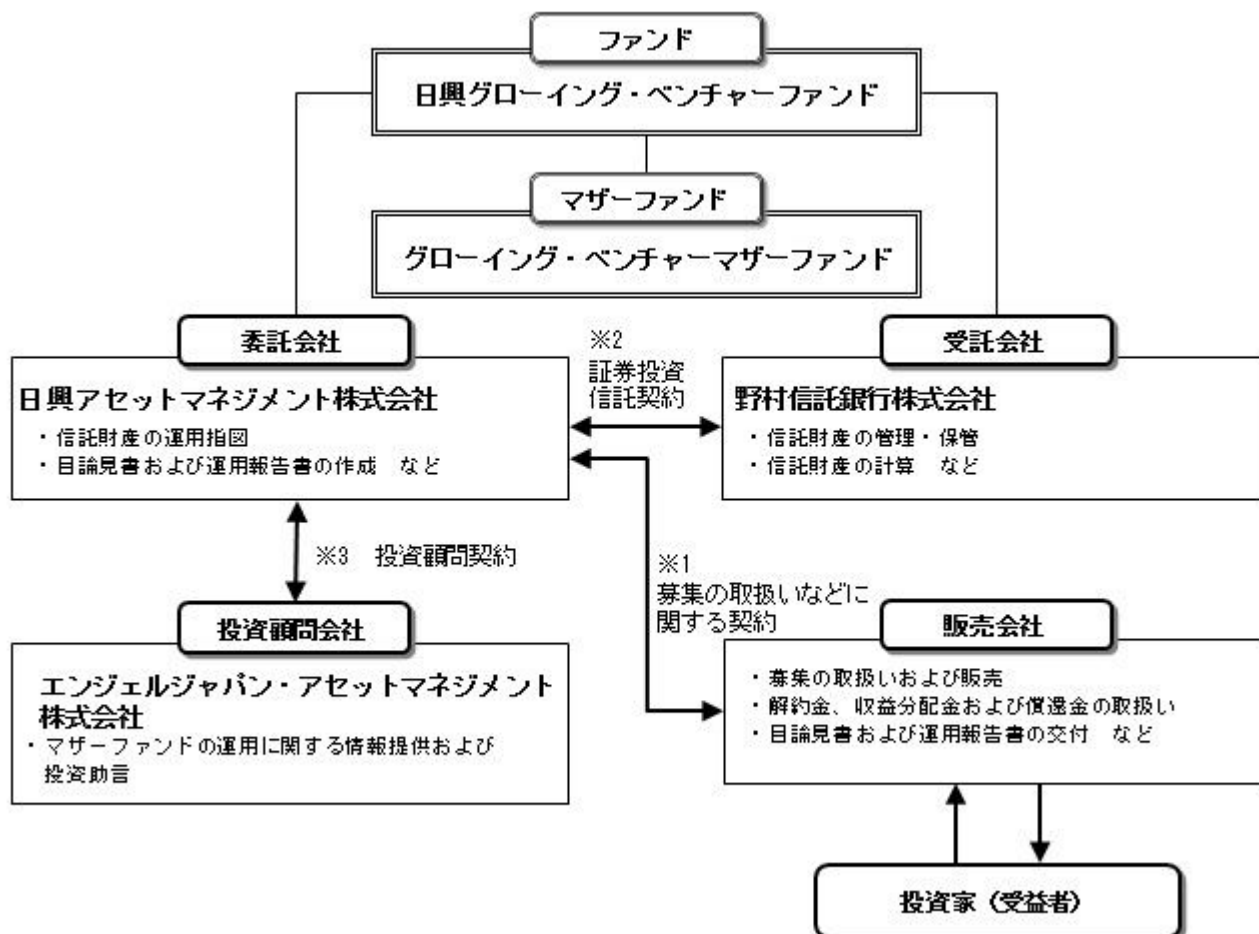 ファンド
日興グローイング・ベンチャーファンド
マザーファンド
グローイング・ベンチャーマザーファンド
委託会社
日興アセットマネジメント株式会社
・信託財産の運用指図
・目論見書および運用報告書の作成 など
※2
証券投資
信託契約
受託会社
野村信託銀行株式会社
・信託財産の管理・保管
・信託財産の計算 など
※3 投資顧問契約
※1
募集の取扱いなどに
関する契約
投資顧問会社
エンジェルジャパン・アセットマネジメント
株式会社
・マザーファンドの運用に関する情報提供および
投資助言
販売会社
・募集の取扱いおよび販売
・解約金、収益分配金および償還金の取扱い
・目論見書および運用報告書の交付 など
投資家（受益者）